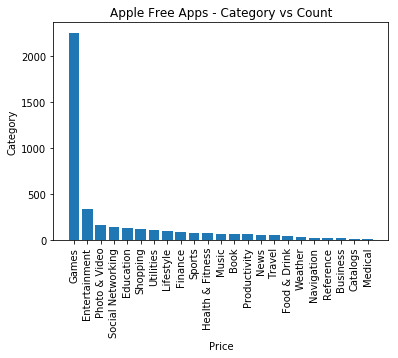 Apple Free Apps - Category vs Count
Category
2000
1500
1000
500
0
Games
Entertainment
Photo & Video
Social Networking
Education
Shopping
Utilities
Lifestyle
Finance
Sports
Health & Fitness
Music
Book
Productivity
News
Travel
Food & Drink
Weather
Navigation
Reference
Business
Catalogs
Medical
Price